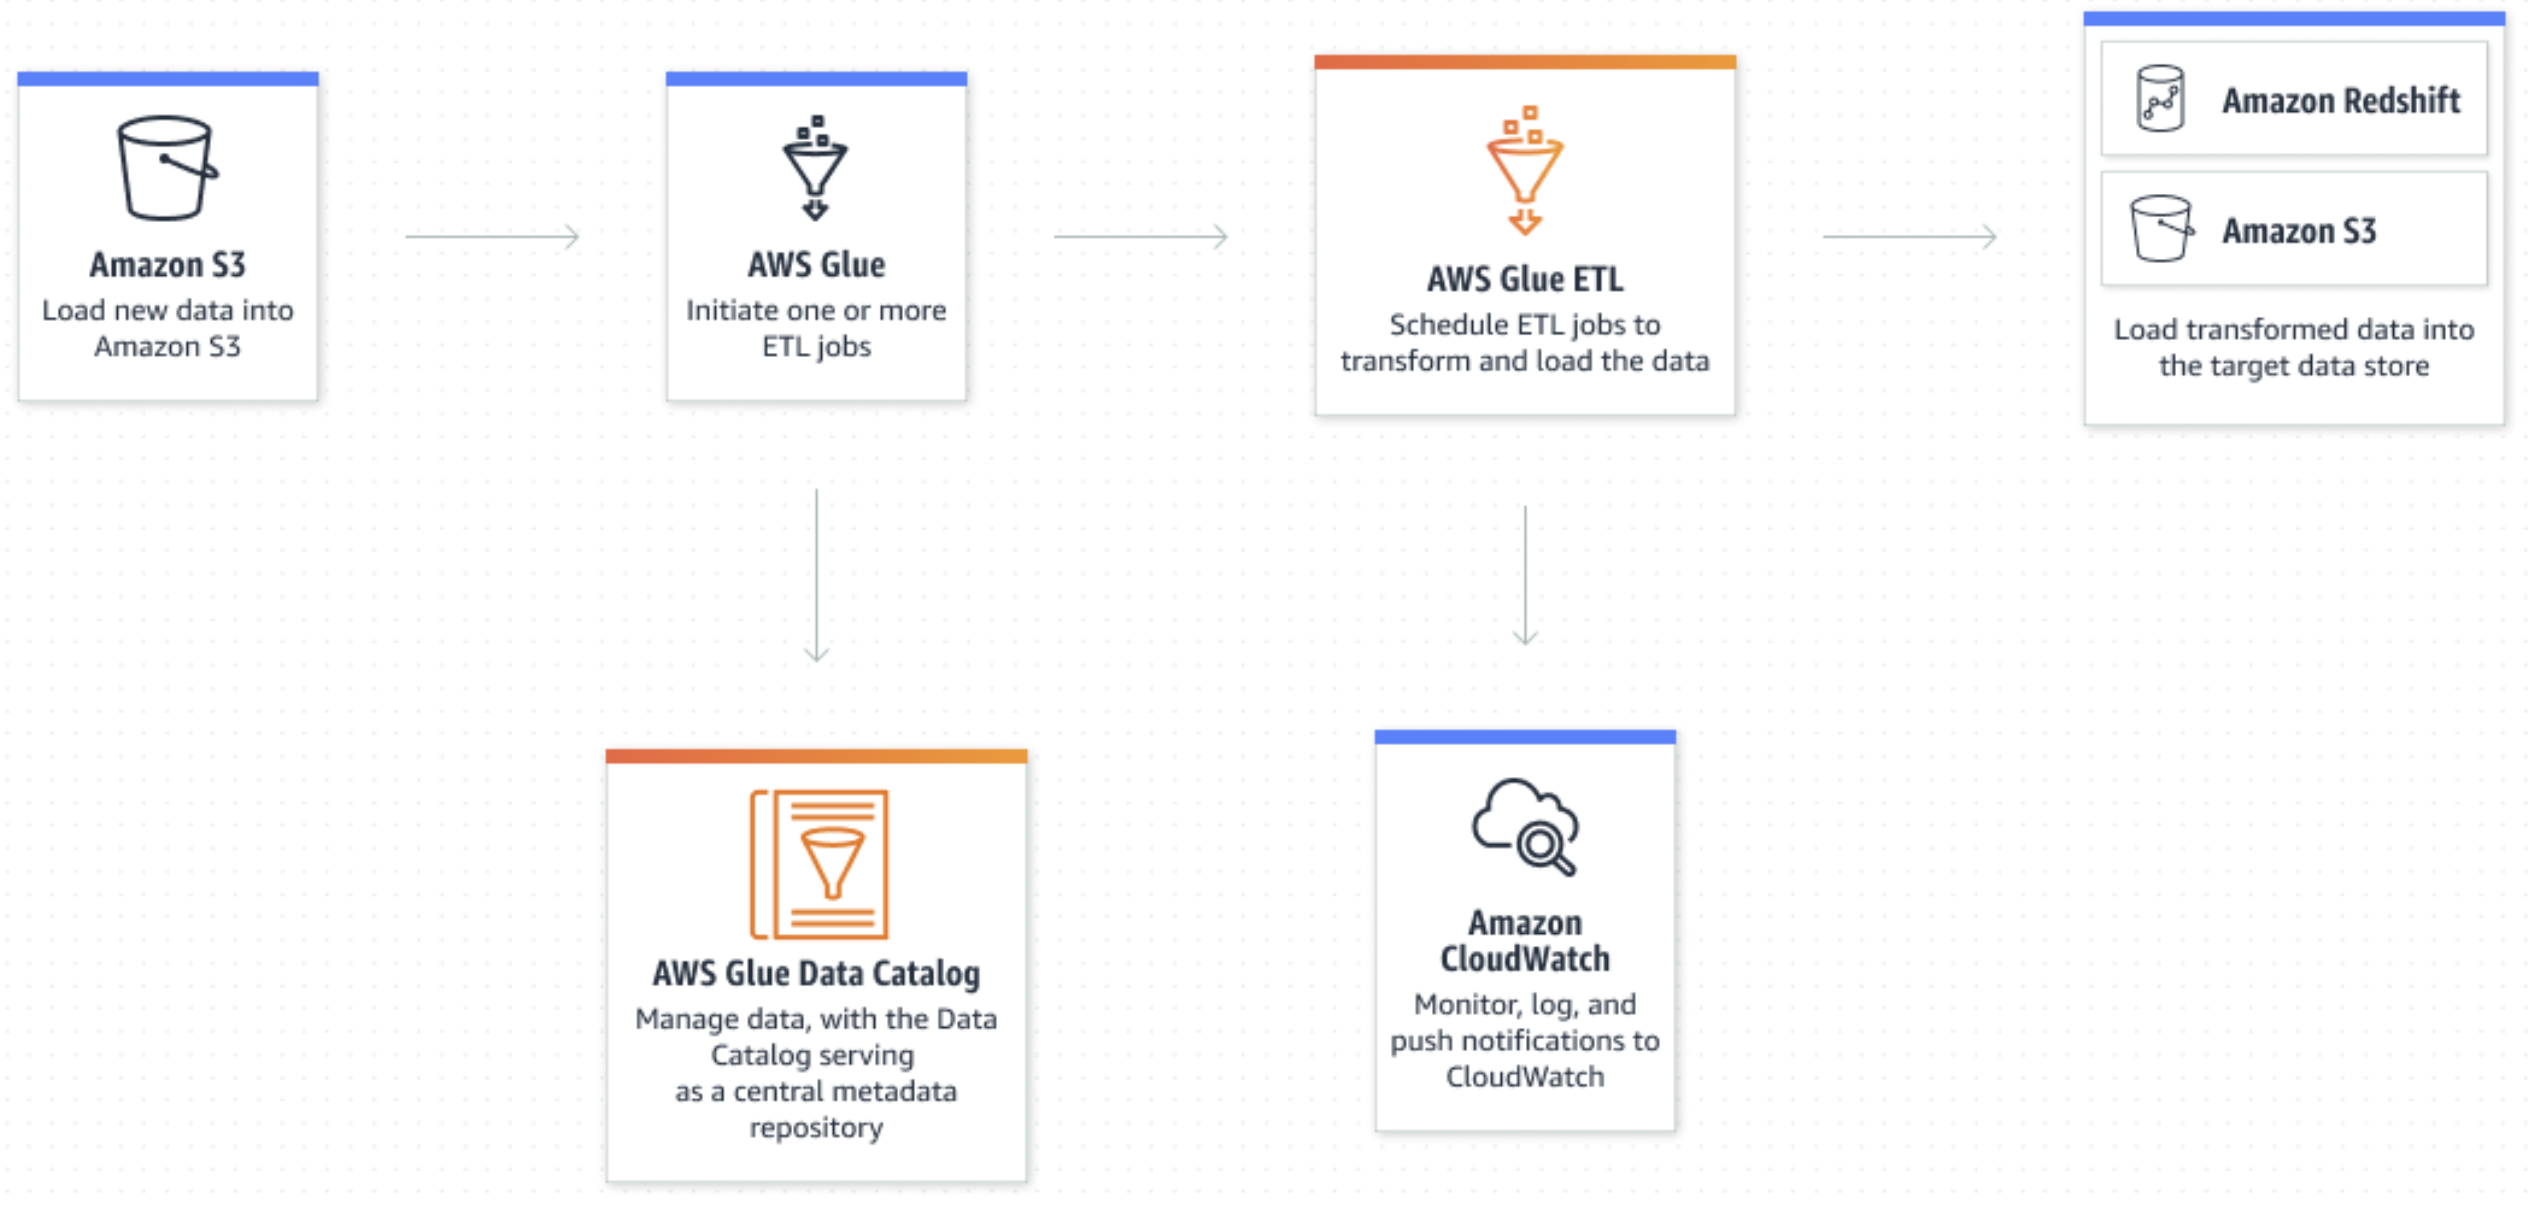 Amazon S3
Load new data into
Amazon S3
AWS Glue
Initiate one or more
ETL jobs
AWS Glue ETL
Schedule ETL jobs to
transform and load the data
Amazon Redshift
Amazon S3
Load transformed data into
the target data store
AWS Glue Data Catalog
Manage data, with the Data
Catalog serving
as a central metadata
repository
Amazon
CloudWatch
Monitor, log, and
push notifications to
CloudWatch